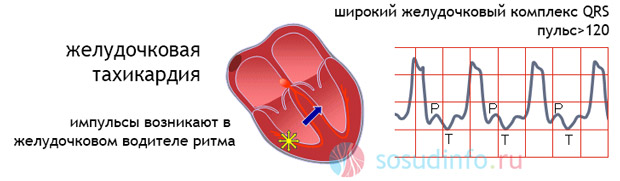 желудочковая
тахикардия
импульсы возникают в
желудочковом водителе ритма
широкий желудочковый комплекс QRS
пульс>120
P P P
T T T
sosudinfo.ru